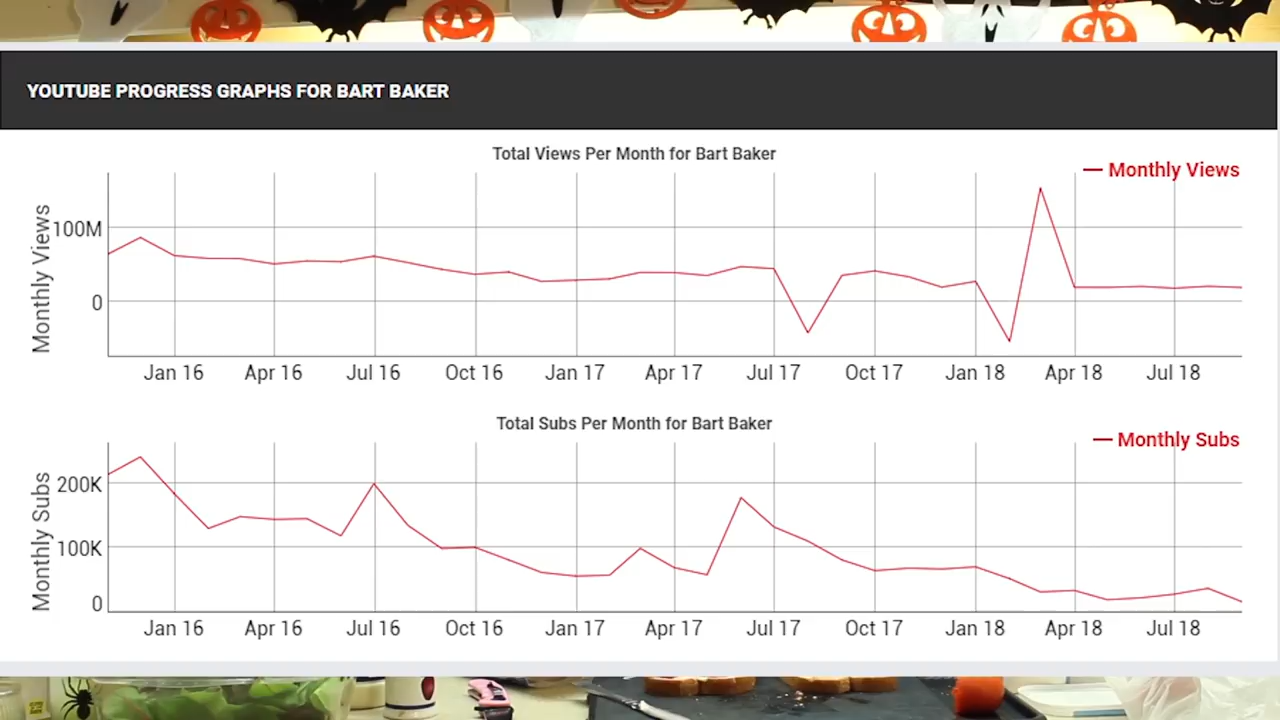 YOUTUBE PROGRESS GRAPHS FOR BART BAKER
Total Views Per Month for Bart Baker
Monthly Views
Monthly Views
100M
0
Jan 16 Apr 16 Jul 16 Oct 16 Jan 17 Apr 17 Jul 17 Oct 17 Jan 18 Apr 18 Jul 18
Total Subs Per Month for Bart Baker
Monthly Subs
Monthly Subs
200K
100K
0
Jan 16 Apr 16 Jul 16 Oct 16 Jan 17 Apr 17 Jul 17 Oct 17 Jan 18 Apr 18 Jul 18